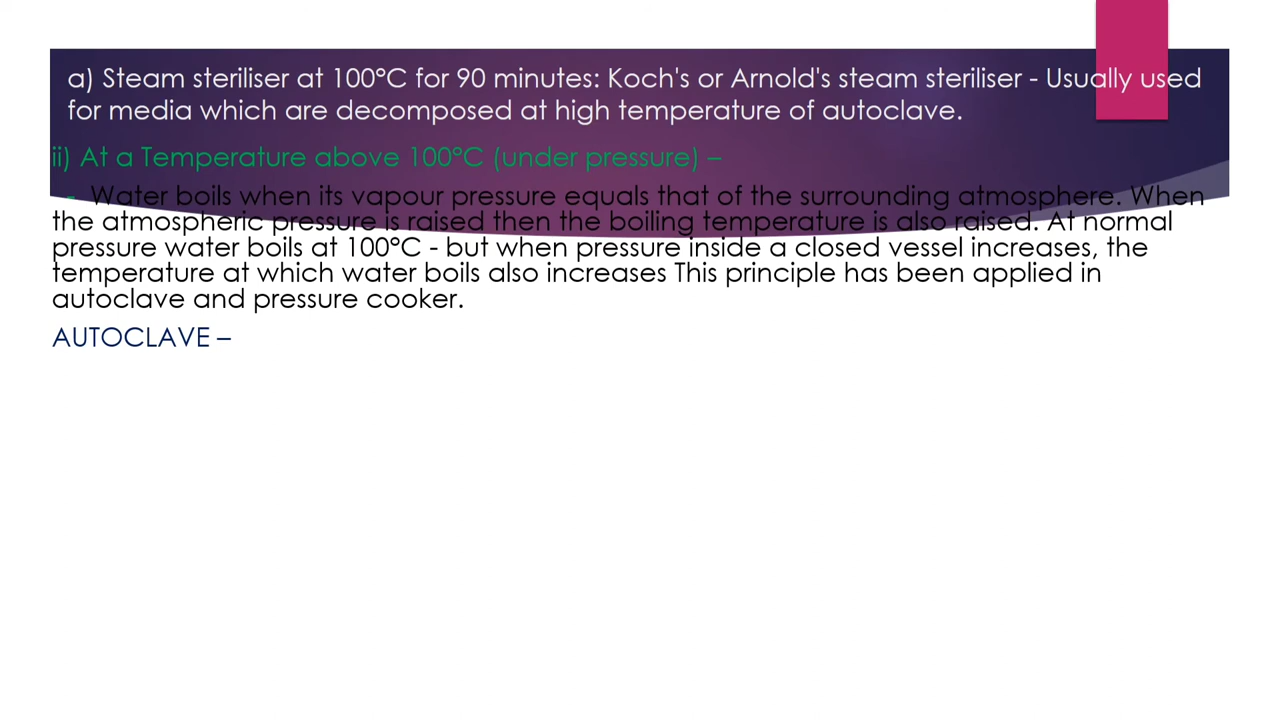 a) Steam steriliser at 100°C for 90 minutes: Koch's or Arnold's steam steriliser - Usually used
for media which are decomposed at high temperature of autoclave.
ii) At a Temperature above 100°C (under pressure) –
- Water boils when its vapour pressure equals that of the surrounding atmosphere. When
the atmospheric pressure is raised then the boiling temperature is also raised. At normal
pressure water boils at 100°C - but when pressure inside a closed vessel increases, the
temperature at which water boils also increases This principle has been applied in
autoclave and pressure cooker.
AUTOCLAVE –